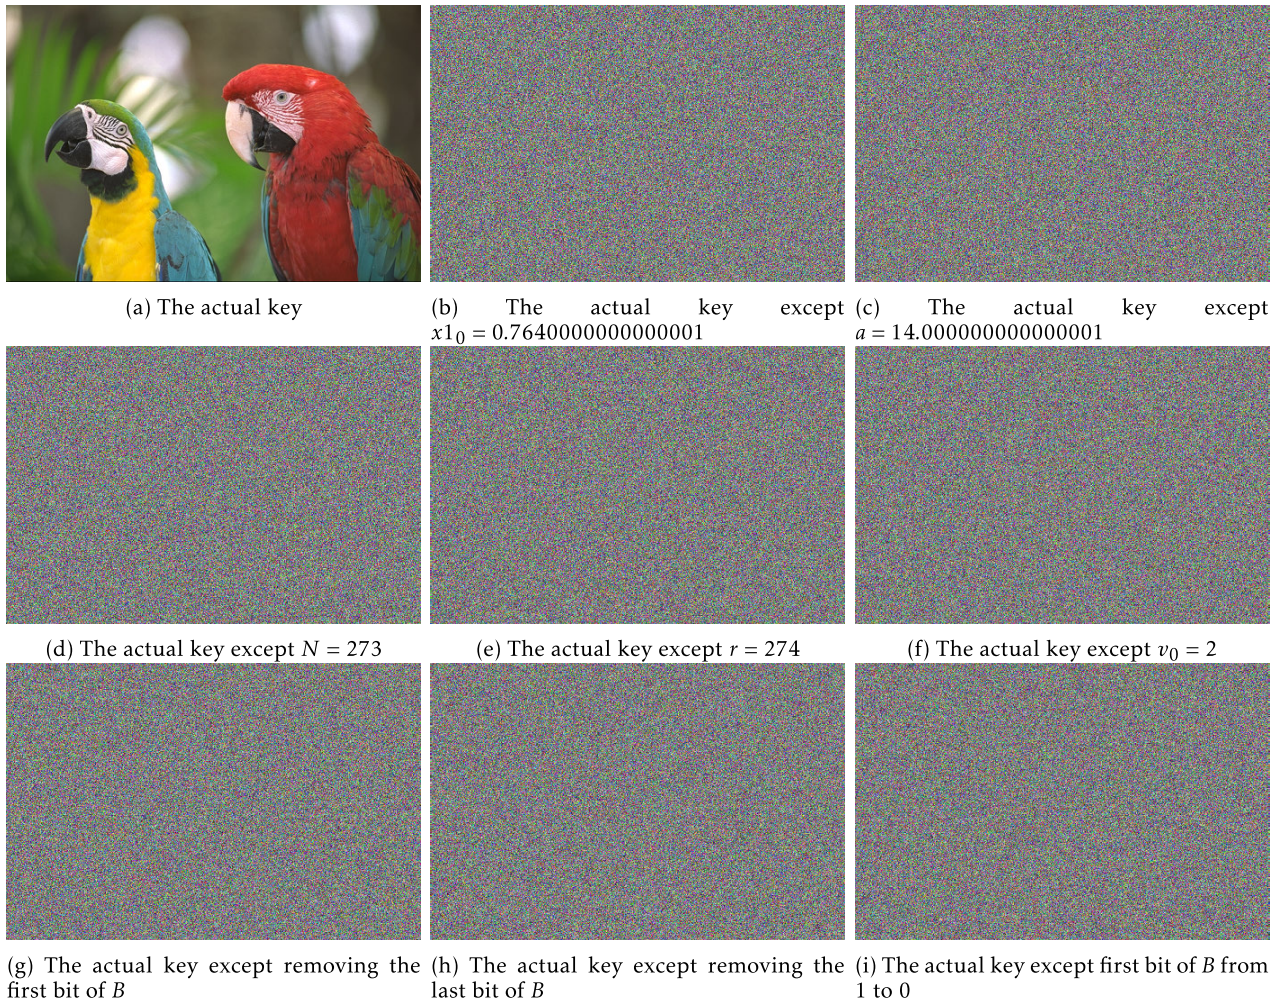 (a) The actual key
(b) The actual key except
x1₀ = 0.7640000000000001
(c) The actual key except
a = 14.000000000000001
(d) The actual key except N = 273
(e) The actual key except r = 274
(f) The actual key except v₀ = 2
(g) The actual key except removing the
first bit of B
(h) The actual key except removing the
last bit of B
(i) The actual key except first bit of B from
1 to 0